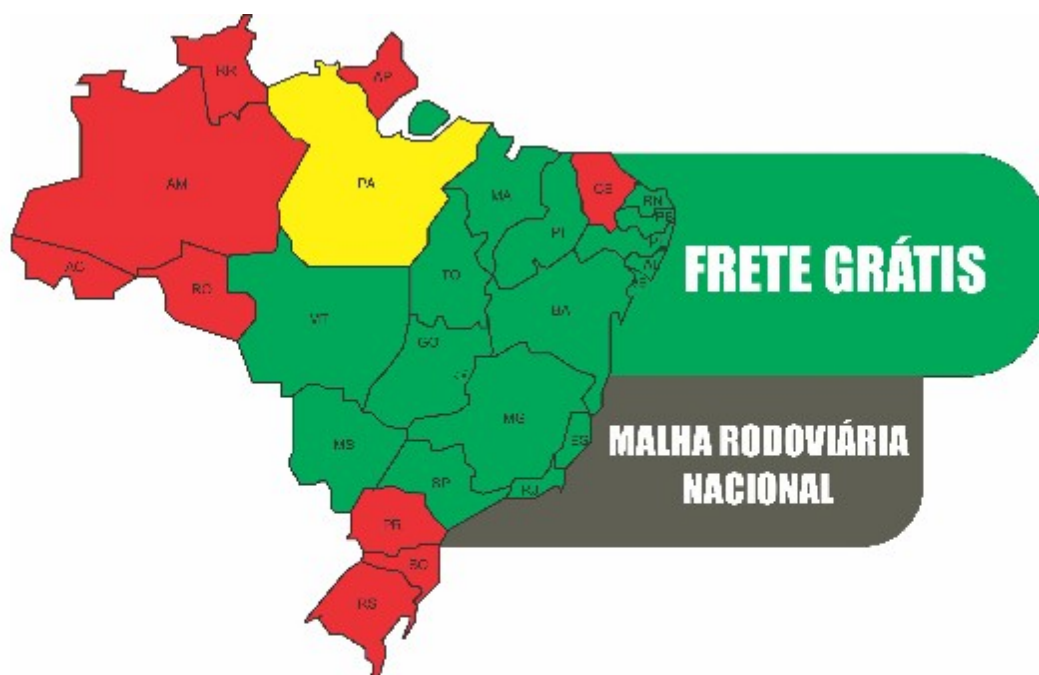 RR
AP
AM
PA
MA
CE
RN
PB
PI
AC
RO
TO
AL
FRETE GRÁTIS
MT
BA
GO
DF
MS
MG
ES
MALHA RODOVIÁRIA
NACIONAL
SP
RJ
PR
SC
RS